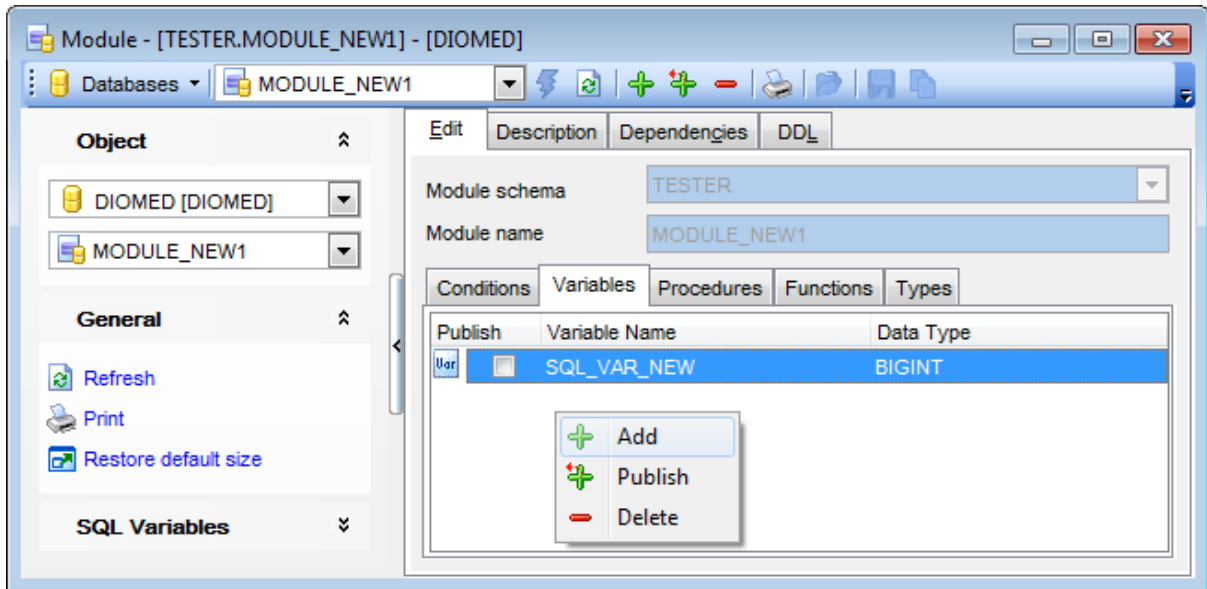 Module - [TESTER.MODULE_NEW1] - [DIOMED]
Databases MODULE_NEW1
Object
DIOMED [DIOMED]
MODULE_NEW1
General
Refresh
Print
Restore default size
SQL Variables
Edit Description Dependencies DDL
Module schema TESTER
Module name MODULE_NEW1
Conditions Variables Procedures Functions Types
Publish Variable Name Data Type
Var SQL_VAR_NEW BIGINT
Add
Publish
Delete